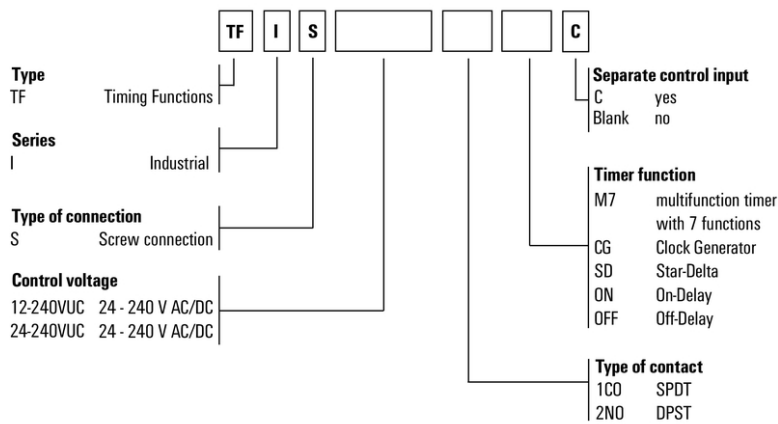 TF I S C
Type
TF Timing Functions
Series
I Industrial
Type of connection
S Screw connection
Control voltage
12-240VUC 24 - 240 V AC/DC
24-240VUC 24 - 240 V AC/DC
Separate control input
C yes
Blank no
Timer function
M7 multifunction timer
with 7 functions
CG Clock Generator
SD Star-Delta
ON On-Delay
OFF Off-Delay
Type of contact
1CO SPDT
2NO DPST